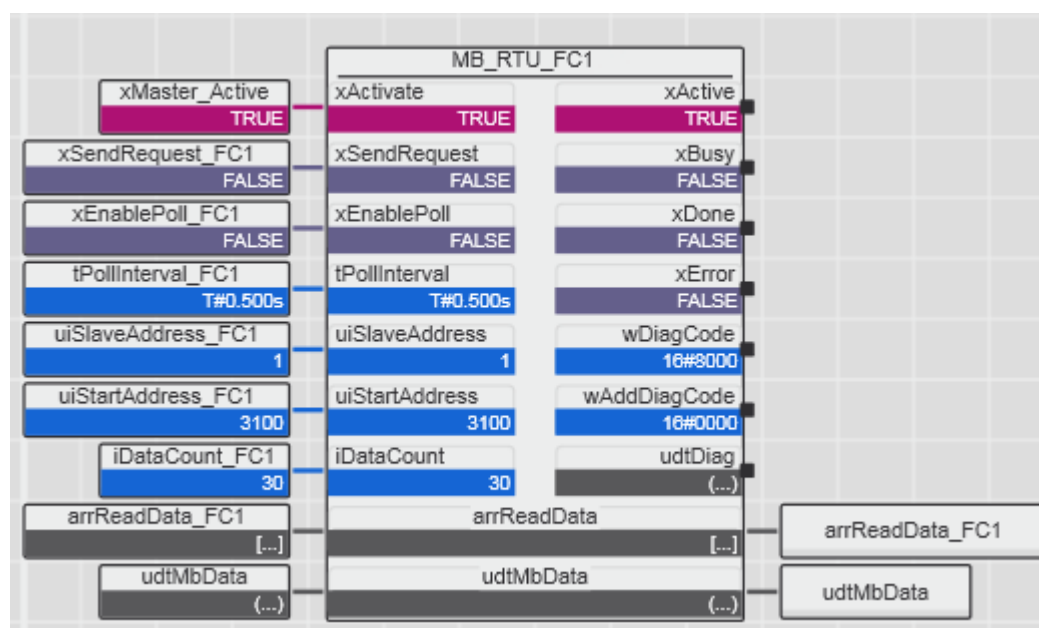 MB_RTU_FC1
xMaster_Active xActivate xActive
TRUE TRUE TRUE
xSendRequest_FC1 xSendRequest xBusy
FALSE FALSE FALSE
xEnablePoll_FC1 xEnablePoll xDone
FALSE FALSE FALSE
tPollInterval_FC1 tPollInterval xError
T#0.500s T#0.500s FALSE
uiSlaveAddress_FC1 uiSlaveAddress wDiagCode
1 1 16#8000
uiStartAddress_FC1 uiStartAddress wAddDiagCode
3100 3100 16#0000
iDataCount_FC1 iDataCount udtDiag
30 30 (...)
arrReadData_FC1 arrReadData arrReadData_FC1
[...] [...]
udtMbData udtMbData udtMbData
(...) (...)